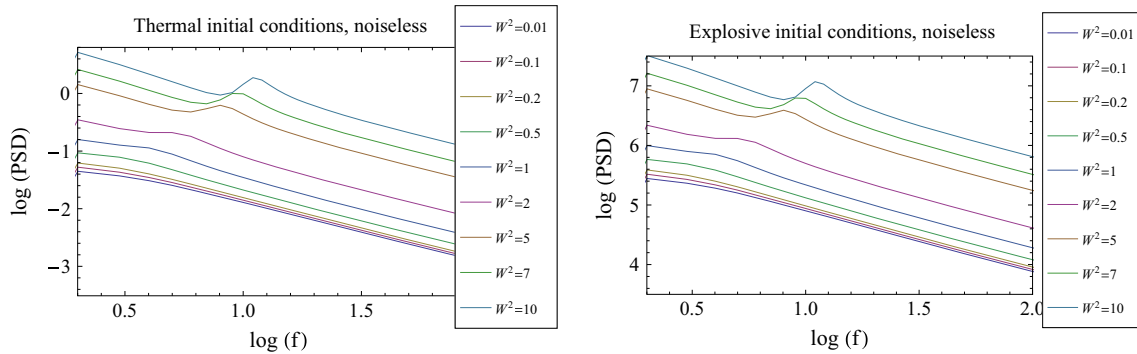 Thermal initial conditions, noiseless
log (PSD)
0
−1
−2
−3
0.5
1.0
1.5
log (f)
W²=0.01
W²=0.1
W²=0.2
W²=0.5
W²=1
W²=2
W²=5
W²=7
W²=10
Explosive initial conditions, noiseless
log (PSD)
7
6
5
4
0.5
1.0
1.5
2.0
log (f)
W²=0.01
W²=0.1
W²=0.2
W²=0.5
W²=1
W²=2
W²=5
W²=7
W²=10